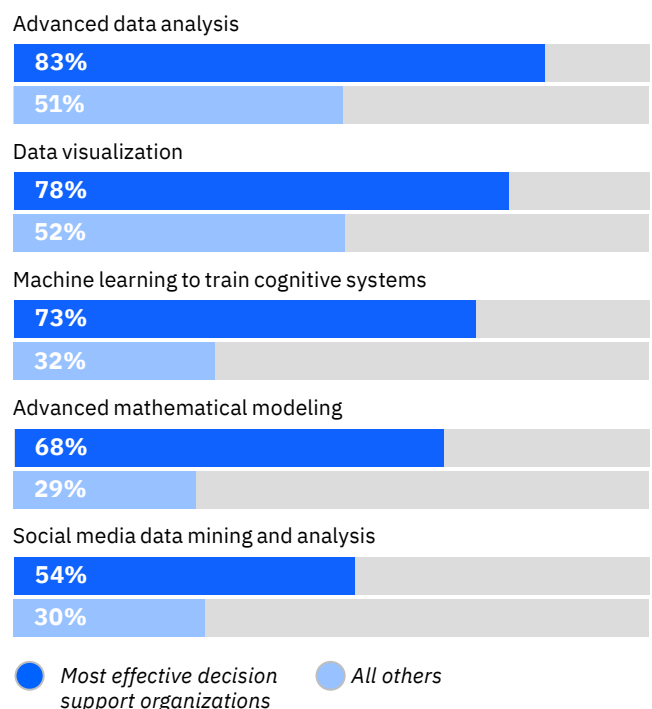 Advanced data analysis
83%
51%
Data visualization
78%
52%
Machine learning to train cognitive systems
73%
32%
Advanced mathematical modeling
68%
29%
Social media data mining and analysis
54%
30%
Most effective decision
support organizations
All others